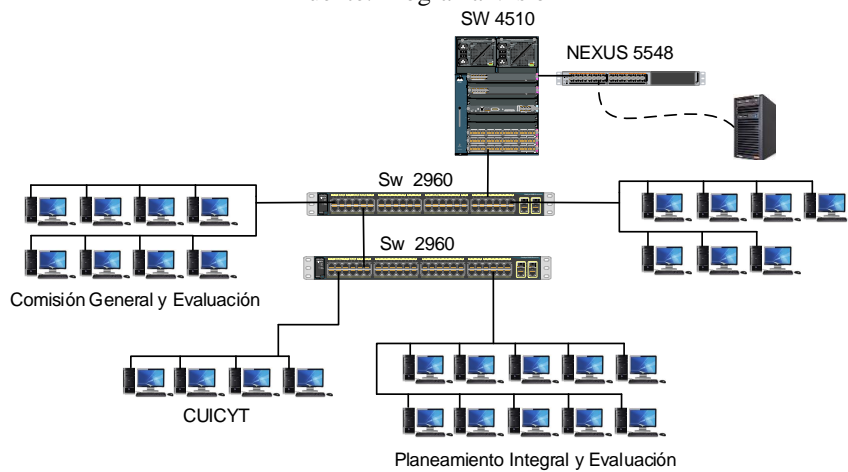 SW 4510
NEXUS 5548
Sw 2960
Sw 2960
Comisión General y Evaluación
CUICYT
Planeamiento Integral y Evaluación